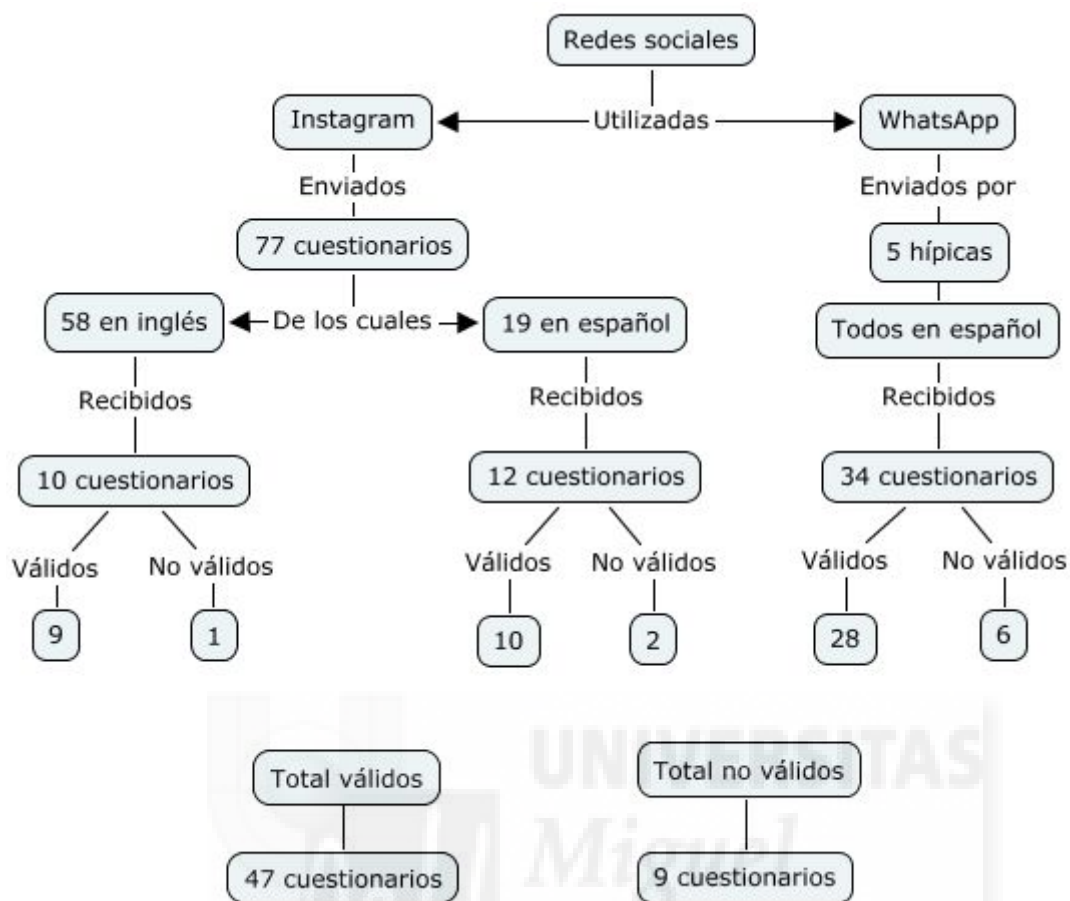 Redes sociales
Instagram
Utilizadas
WhatsApp
Enviados
Enviados por
77 cuestionarios
5 hípicas
58 en inglés
De los cuales
19 en español
Todos en español
Recibidos
Recibidos
Recibidos
10 cuestionarios
12 cuestionarios
34 cuestionarios
Válidos
No válidos
Válidos
No válidos
Válidos
No válidos
9
1
10
2
28
6
UNIVERSITAS
Total válidos
Total no válidos
Miguel
47 cuestionarios
9 cuestionarios